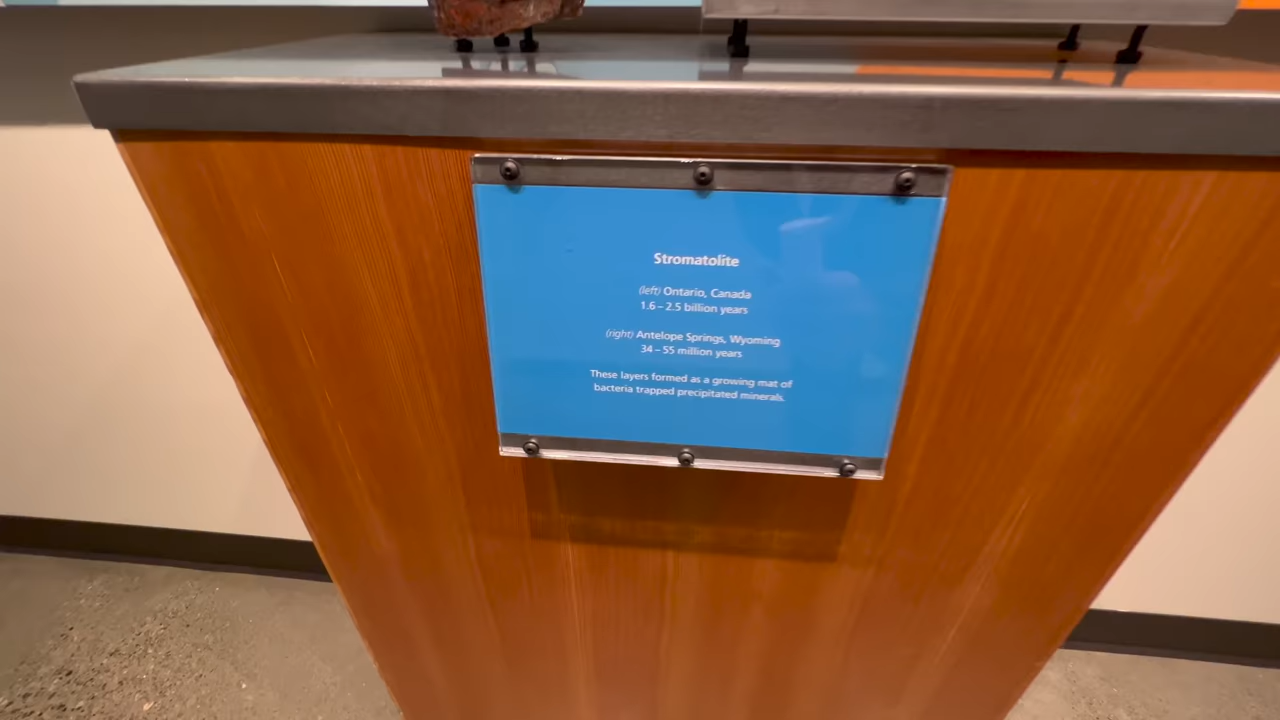 Stromatolite
(left) Ontario, Canada
1.6 – 2.5 billion years
(right) Antelope Springs, Wyoming
34 – 55 million years
These layers formed as a growing mat of
bacteria trapped precipitated minerals.